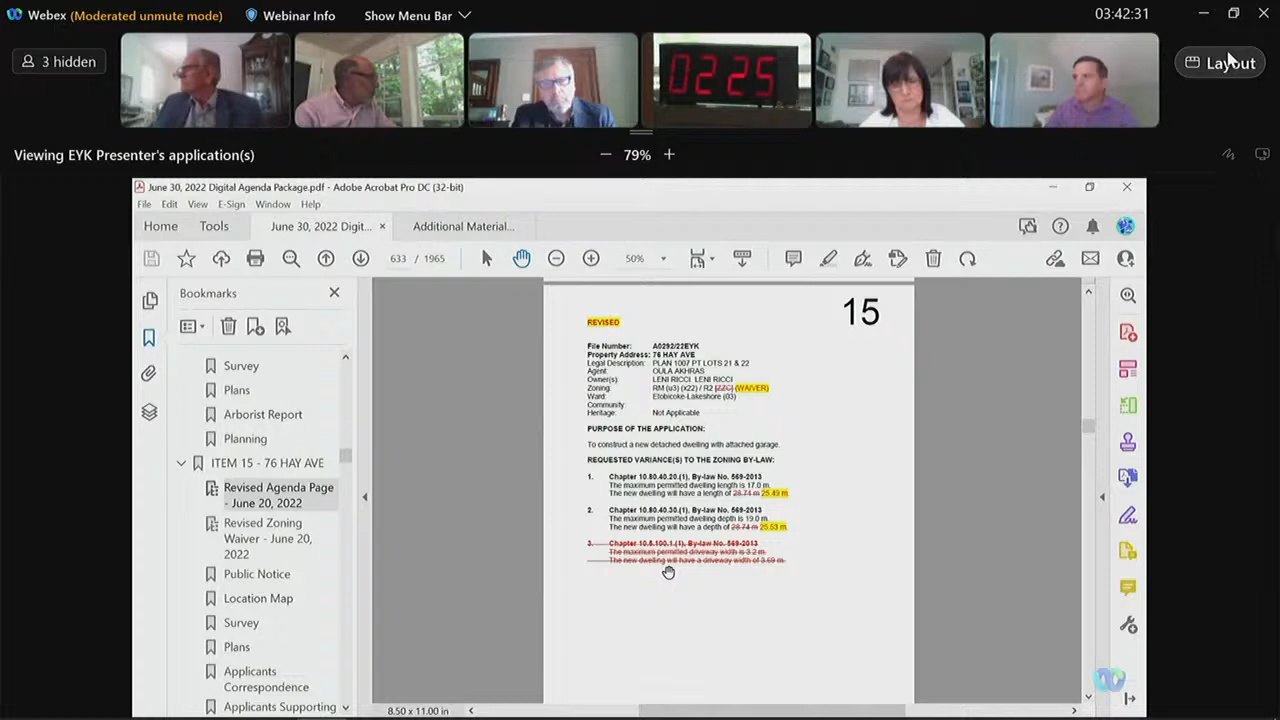 Webex (Moderated unmute mode) Webinar Info Show Menu Bar 03:42:31
3 hidden
0225
Layout
Viewing EYK Presenter's application(s) 79%
June 30, 2022 Digital Agenda Package.pdf - Adobe Acrobat Pro DC (32-bit)
File Edit View E-Sign Window Help
Home Tools June 30, 2022 Digit... Additional Material...
633 / 1965 50%
Bookmarks
Survey
Plans
Arborist Report
Planning
ITEM 15 - 76 HAY AVE
Revised Agenda Page
- June 20, 2022
Revised Zoning
Waiver - June 20,
2022
Public Notice
Location Map
Survey
Plans
Applicants
Correspondence
Applicants Supporting
15
REVISED
File Number: A0292/22EYK
Property Address: 76 HAY AVE
Legal Description: PLAN 1007 PT LOTS 21 & 22
Agent: OULA AKHRAS
Owner(s) LENI RICCI LENI RICCI
Zoning: RM (u3) (x22) / R2 [ZZC] (WAIVER)
Ward: Etobicoke-Lakeshore (03)
Community:
Heritage: Not Applicable
PURPOSE OF THE APPLICATION:
To construct a new detached dwelling with attached garage.
REQUESTED VARIANCE(S) TO THE ZONING BY-LAW:
1. Chapter 10.80.40.20.(1), By-law No. 569-2013
The maximum permitted dwelling length is 17.0 m.
The new dwelling will have a length of 28.74 m 25.49 m.
2. Chapter 10.80.40.30.(1), By-law No. 569-2013
The maximum permitted dwelling depth is 19.0 m.
The new dwelling will have a depth of 28.74 m 25.53 m.
3. Chapter 10.5.100.1.(1), By-law No. 569-2013
The maximum permitted driveway width is 3.2 m.
The new dwelling will have a driveway width of 3.69 m.
8.50 x 11.00 in